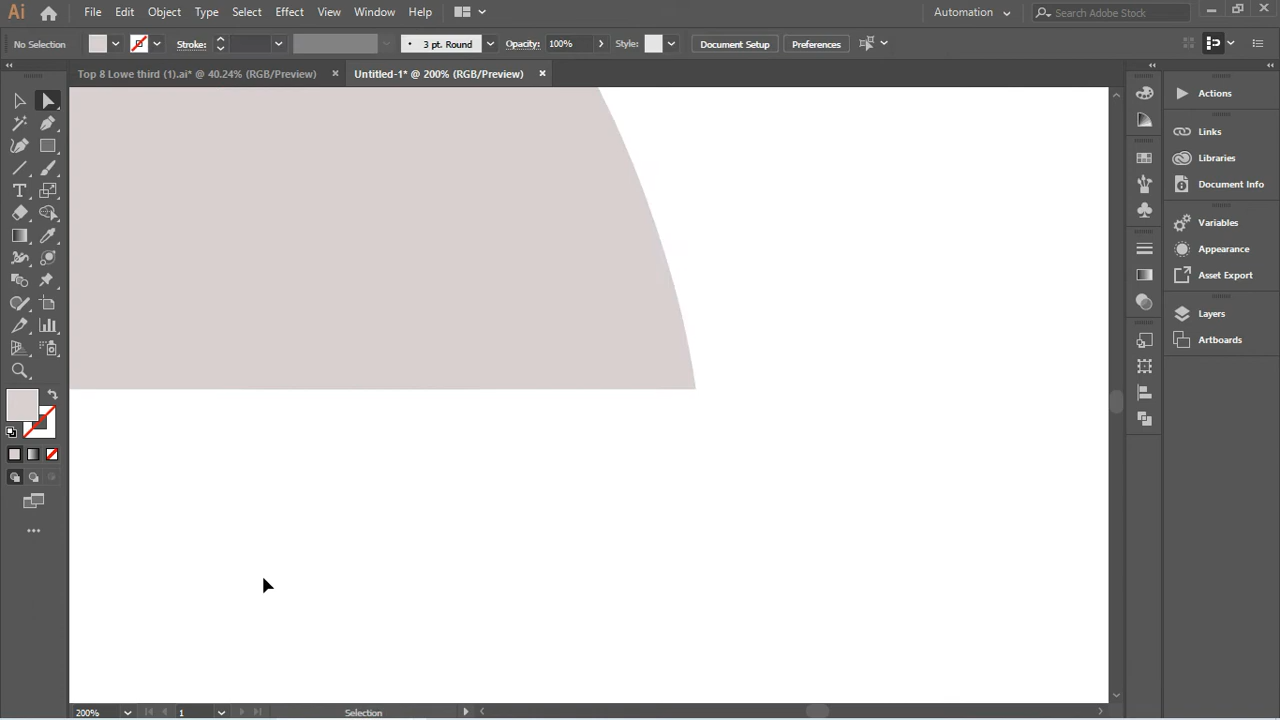 Ai File Edit Object Type Select Effect View Window Help Automation Search Adobe Stock
No Selection Stroke: 3 pt. Round Opacity: 100% Style: Document Setup Preferences
Top 8 Lowe third (1).ai* @ 40.24% (RGB/Preview) × Untitled-1* @ 200% (RGB/Preview) ×
Actions
Links
Libraries
Document Info
Variables
Appearance
Asset Export
Layers
Artboards
200% 1 Selection